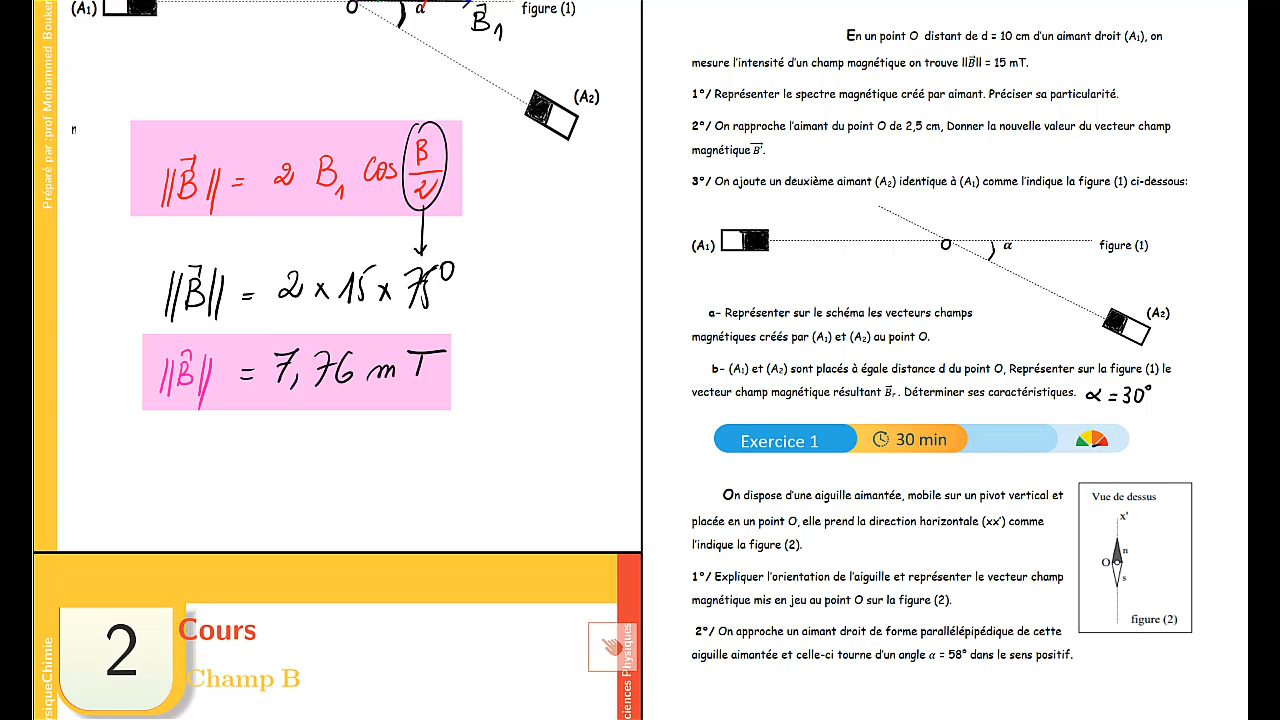 Préparé par :prof Mohammed Bouker
(A₁)
O
α
B⃗₁
figure (1)
(A₂)
||B⃗|| = 2 B₁ cos β/2
||B⃗|| = 2 × 15 × 75°
||B⃗|| = 7,76 mT
2
Cours
Champ B
ysiqueChimie
ciences Physiques
En un point O distant de d = 10 cm d'un aimant droit (A₁), on
mesure l'intensité d'un champ magnétique on trouve ||B⃗|| = 15 mT.
1°/ Représenter le spectre magnétique créé par aimant. Préciser sa particularité.
2°/ On rapproche l'aimant du point O de 2,5 cm, Donner la nouvelle valeur du vecteur champ
magnétique B⃗'.
3°/ On ajoute un deuxième aimant (A₂) identique à (A₁) comme l'indique la figure (1) ci-dessous:
(A₁)
O
α
figure (1)
(A₂)
a- Représenter sur le schéma les vecteurs champs
magnétiques créés par (A₁) et (A₂) au point O.
b- (A₁) et (A₂) sont placés à égale distance d du point O, Représenter sur la figure (1) le
vecteur champ magnétique résultant B⃗ᵣ. Déterminer ses caractéristiques. α = 30°
Exercice 1
30 min
On dispose d'une aiguille aimantée, mobile sur un pivot vertical et
placée en un point O, elle prend la direction horizontale (xx') comme
l'indique la figure (2).
1°/ Expliquer l'orientation de l'aiguille et représenter le vecteur champ
magnétique mis en jeu au point O sur la figure (2).
2°/ On approche un aimant droit de forme parallélépipédique de cette
aiguille aimantée et celle-ci tourne d'un angle α = 58° dans le sens positif.
Vue de dessus
x'
n
O
s
figure (2)